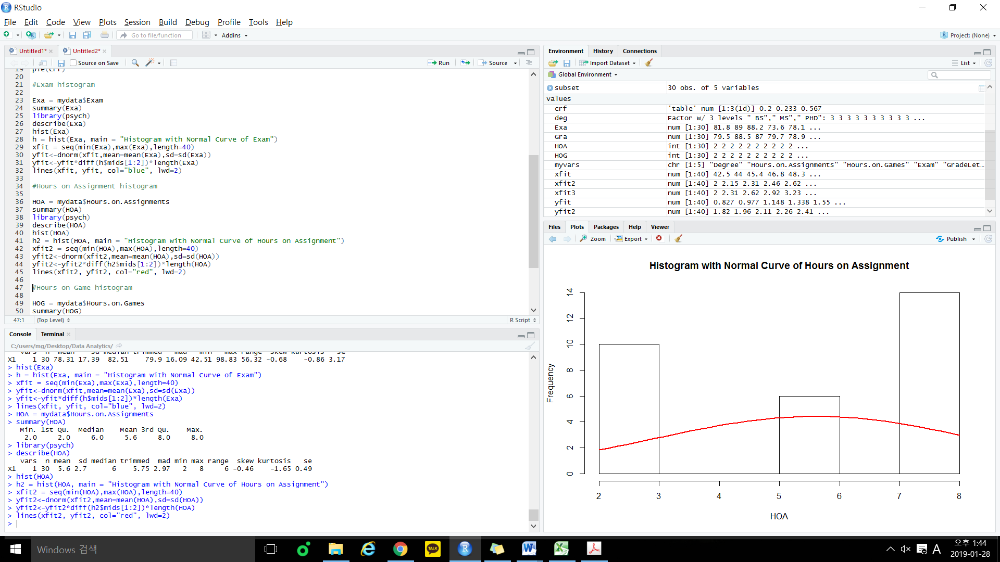 RStudio
File Edit Code View Plots Session Build Debug Profile Tools Help
Go to file/function Addins Project: (None)
Untitled1* Untitled2*
Source on Save Run Source
19 pie(crf)
20
21 #Exam histogram
22
23 Exa = mydata$Exam
24 summary(Exa)
25 library(psych)
26 describe(Exa)
27 hist(Exa)
28 h = hist(Exa, main = "Histogram with Normal Curve of Exam")
29 xfit = seq(min(Exa),max(Exa),length=40)
30 yfit<-dnorm(xfit,mean=mean(Exa),sd=sd(Exa))
31 yfit<-yfit*diff(h$mids[1:2])*length(Exa)
32 lines(xfit, yfit, col="blue", lwd=2)
33
34 #Hours on Assignment histogram
35
36 HOA = mydata$Hours.on.Assignments
37 summary(HOA)
38 library(psych)
39 describe(HOA)
40 hist(HOA)
41 h2 = hist(HOA, main = "Histogram with Normal Curve of Hours on Assignment")
42 xfit2 = seq(min(HOA),max(HOA),length=40)
43 yfit2<-dnorm(xfit2,mean=mean(HOA),sd=sd(HOA))
44 yfit2<-yfit2*diff(h2$mids[1:2])*length(HOA)
45 lines(xfit2, yfit2, col="red", lwd=2)
46
47 #Hours on Game histogram
48
49 HOG = mydata$Hours.on.Games
50 summary(HOG)
47:1 (Top Level) R Script
Console Terminal
C:/users/mg/Desktop/Data Analytics/
vars n mean sd median trimmed mad min max range skew kurtosis se
X1 1 30 78.31 17.39 82.51 79.9 16.09 42.51 98.83 56.32 -0.68 -0.86 3.17
> hist(Exa)
> h = hist(Exa, main = "Histogram with Normal Curve of Exam")
> xfit = seq(min(Exa),max(Exa),length=40)
> yfit<-dnorm(xfit,mean=mean(Exa),sd=sd(Exa))
> yfit<-yfit*diff(h$mids[1:2])*length(Exa)
> lines(xfit, yfit, col="blue", lwd=2)
> HOA = mydata$Hours.on.Assignments
> summary(HOA)
Min. 1st Qu. Median Mean 3rd Qu. Max.
2.0 2.0 6.0 5.6 8.0 8.0
> library(psych)
> describe(HOA)
vars n mean sd median trimmed mad min max range skew kurtosis se
X1 1 30 5.6 2.7 6 5.75 2.97 2 8 6 -0.46 -1.65 0.49
> hist(HOA)
> h2 = hist(HOA, main = "Histogram with Normal Curve of Hours on Assignment")
> xfit2 = seq(min(HOA),max(HOA),length=40)
> yfit2<-dnorm(xfit2,mean=mean(HOA),sd=sd(HOA))
> yfit2<-yfit2*diff(h2$mids[1:2])*length(HOA)
> lines(xfit2, yfit2, col="red", lwd=2)
>
Environment History Connections
Import Dataset List
Global Environment
subset 30 obs. of 5 variables
Values
crf 'table' num [1:3(1d)] 0.2 0.233 0.567
deg Factor w/ 3 levels " BS"," MS"," PHD": 3 3 3 3 3 3 3 3 3 3 ...
Exa num [1:30] 81.8 89 88.2 73.6 78.1 ...
Gra num [1:30] 79.5 88.5 87 79.7 78.9 ...
HOA int [1:30] 2 2 2 2 2 2 2 2 2 2 ...
HOG int [1:30] 2 2 2 2 2 2 2 2 2 2 ...
myvars chr [1:5] "Degree" "Hours.on.Assignments" "Hours.on.Games" "Exam" "GradeLet…
xfit num [1:40] 42.5 44 45.4 46.8 48.3 ...
xfit2 num [1:40] 2 2.15 2.31 2.46 2.62 ...
xfit3 num [1:40] 2 2.31 2.62 2.92 3.23 ...
yfit num [1:40] 0.827 0.977 1.148 1.338 1.55 ...
yfit2 num [1:40] 1.82 1.96 2.11 2.26 2.41 ...
Files Plots Packages Help Viewer
Zoom Export Publish
Histogram with Normal Curve of Hours on Assignment
Frequency
14
12
10
8
6
4
2
0
2 3 4 5 6 7 8
HOA
Windows 검색
TALK
A
오후 1:44
2019-01-28